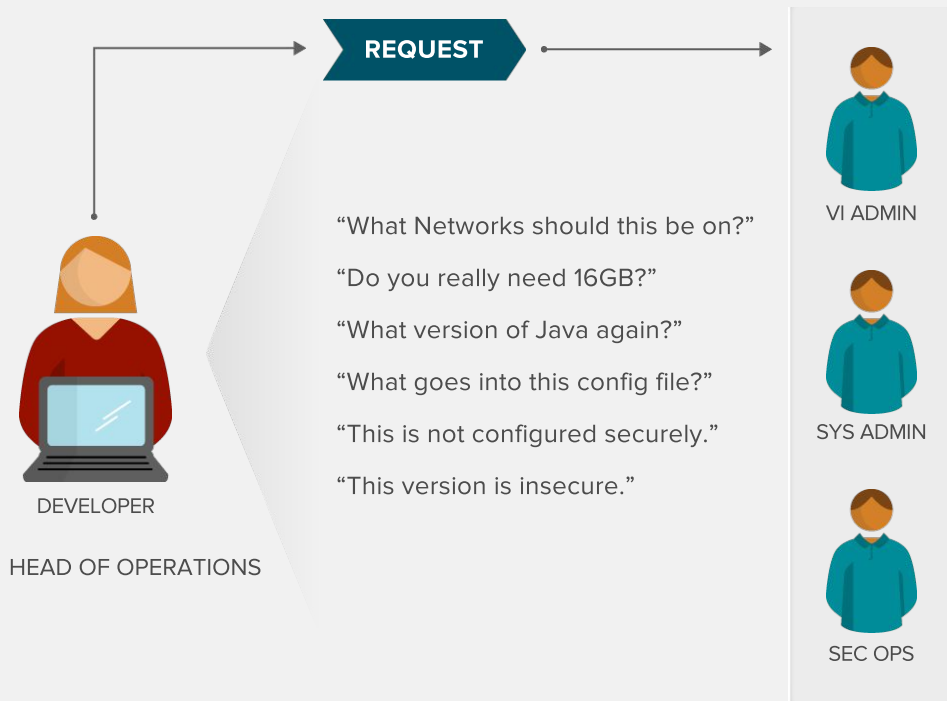 REQUEST
“What Networks should this be on?”
“Do you really need 16GB?”
“What version of Java again?”
“What goes into this config file?”
“This is not configured securely.”
“This version is insecure.”
DEVELOPER
HEAD OF OPERATIONS
VI ADMIN
SYS ADMIN
SEC OPS